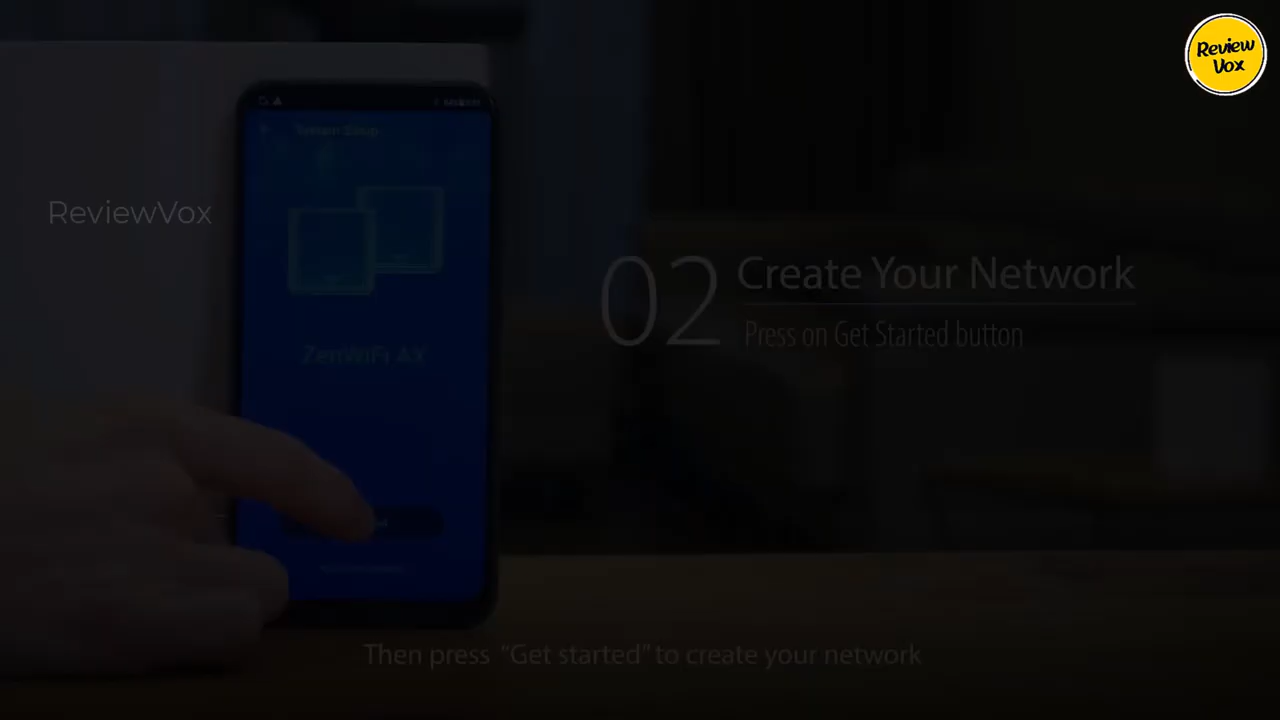 Review
Vox
ReviewVox
ZenWiFi AX
02
Create Your Network
Press on Get Started button
Then press "Get started" to create your network